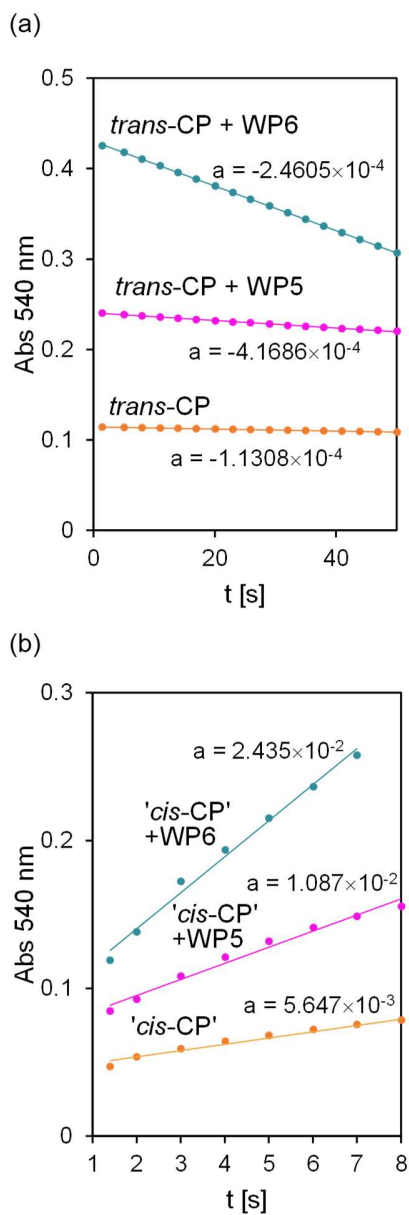 (a)
0.5
trans-CP + WP6
a = -2.4605×10⁻⁴
0.4
0.3
trans-CP + WP5
a = -4.1686×10⁻⁴
0.2
trans-CP
0.1
a = -1.1308×10⁻⁴
0
0 20 40
Abs 540 nm
t [s]
(b)
0.3
a = 2.435×10⁻²
'cis-CP'
+WP6
0.2
a = 1.087×10⁻²
'cis-CP'
+WP5
0.1
a = 5.647×10⁻³
'cis-CP'
0
1 2 3 4 5 6 7 8
Abs 540 nm
t [s]